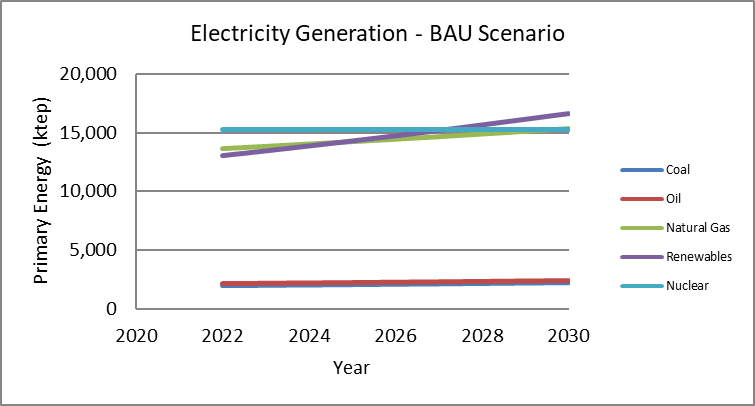 Electricity Generation - BAU Scenario
20,000
15,000
10,000
5,000
0
Primary Energy (ktep)
2020 2022 2024 2026 2028 2030
Year
Coal
Oil
Natural Gas
Renewables
Nuclear